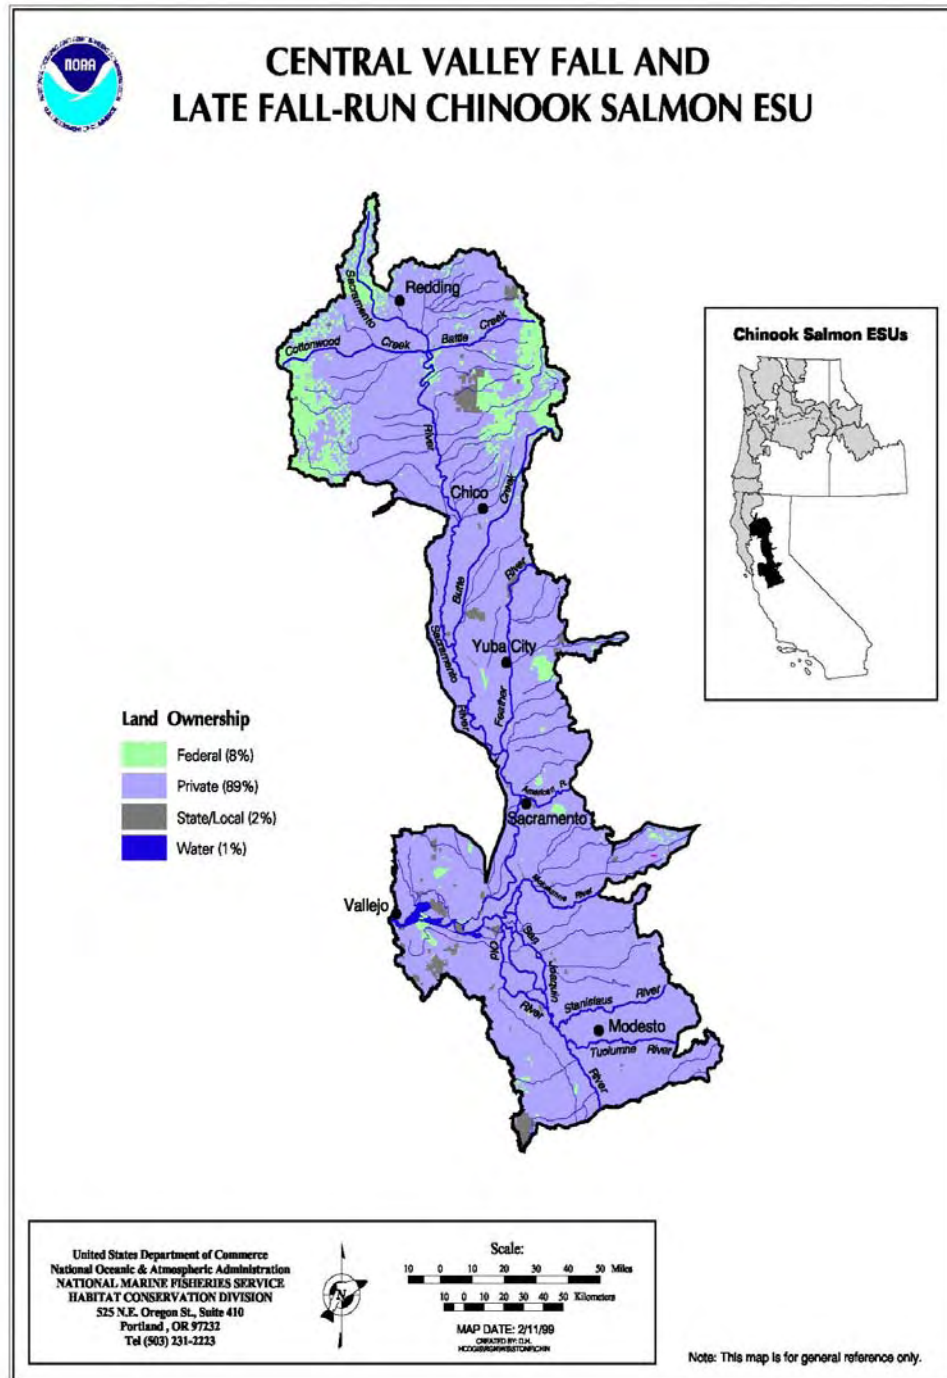 NOAA
CENTRAL VALLEY FALL AND
LATE FALL-RUN CHINOOK SALMON ESU
Redding
Sacramento
Cottonwood
Creek
Battle
Creek
River
Chico
Creek
Butte
River
Sacramento
Yuba City
Feather
River
American R.
Sacramento
Mokelumne
River
Vallejo
Old
San
Joaquin
River
Stanislaus
River
Modesto
Tuolumne
River
River
Chinook Salmon ESUs
Land Ownership
Federal (8%)
Private (89%)
State/Local (2%)
Water (1%)
United States Department of Commerce
National Oceanic & Atmospheric Administration
NATIONAL MARINE FISHERIES SERVICE
HABITAT CONSERVATION DIVISION
525 N.E. Oregon St., Suite 410
Portland , OR 97232
Tel (503) 231-2223
N
Scale:
10 0 10 20 30 40 50 Miles
10 0 10 20 30 40 50 Kilometers
MAP DATE: 2/11/99
CREATED BY: D.H.
Note: This map is for general reference only.